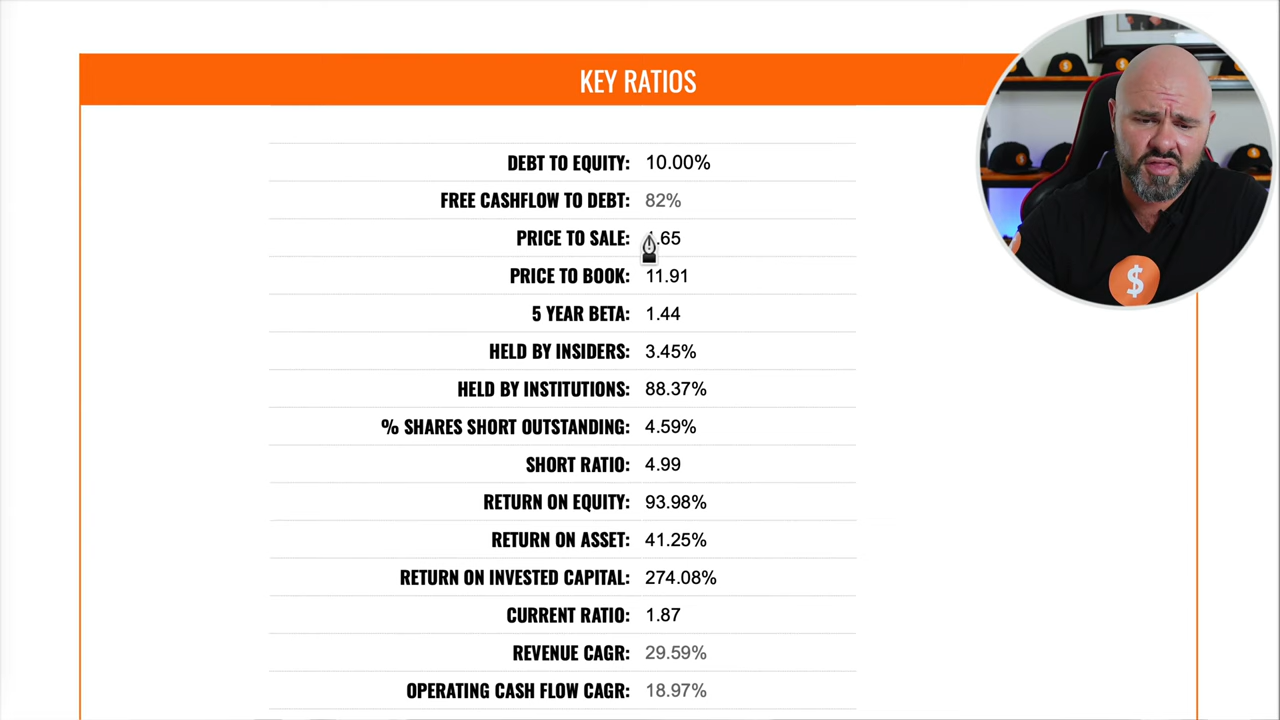 KEY RATIOS
DEBT TO EQUITY: 10.00%
FREE CASHFLOW TO DEBT: 82%
PRICE TO SALE: .65
PRICE TO BOOK: 11.91
5 YEAR BETA: 1.44
HELD BY INSIDERS: 3.45%
HELD BY INSTITUTIONS: 88.37%
% SHARES SHORT OUTSTANDING: 4.59%
SHORT RATIO: 4.99
RETURN ON EQUITY: 93.98%
RETURN ON ASSET: 41.25%
RETURN ON INVESTED CAPITAL: 274.08%
CURRENT RATIO: 1.87
REVENUE CAGR: 29.59%
OPERATING CASH FLOW CAGR: 18.97%
$